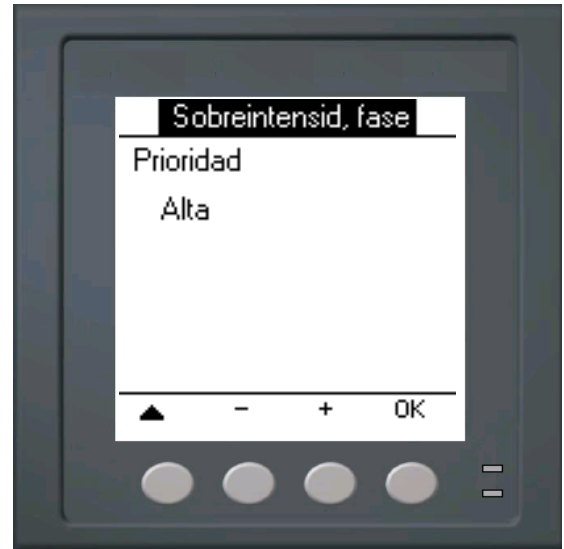 Sobreintensid, fase
Prioridad
Alta
▲ - + OK